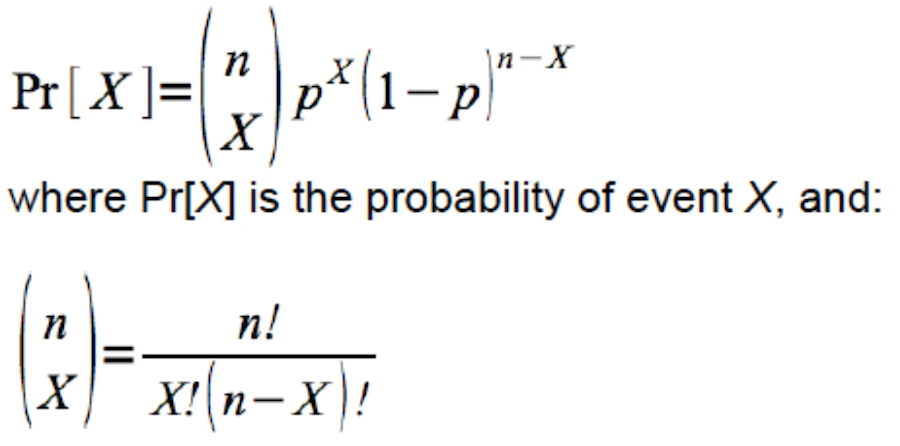 Pr[X]=(n X) p^X(1−p)^n−X
where Pr[X] is the probability of event X, and:
(n X)=n!/X!(n−X)!